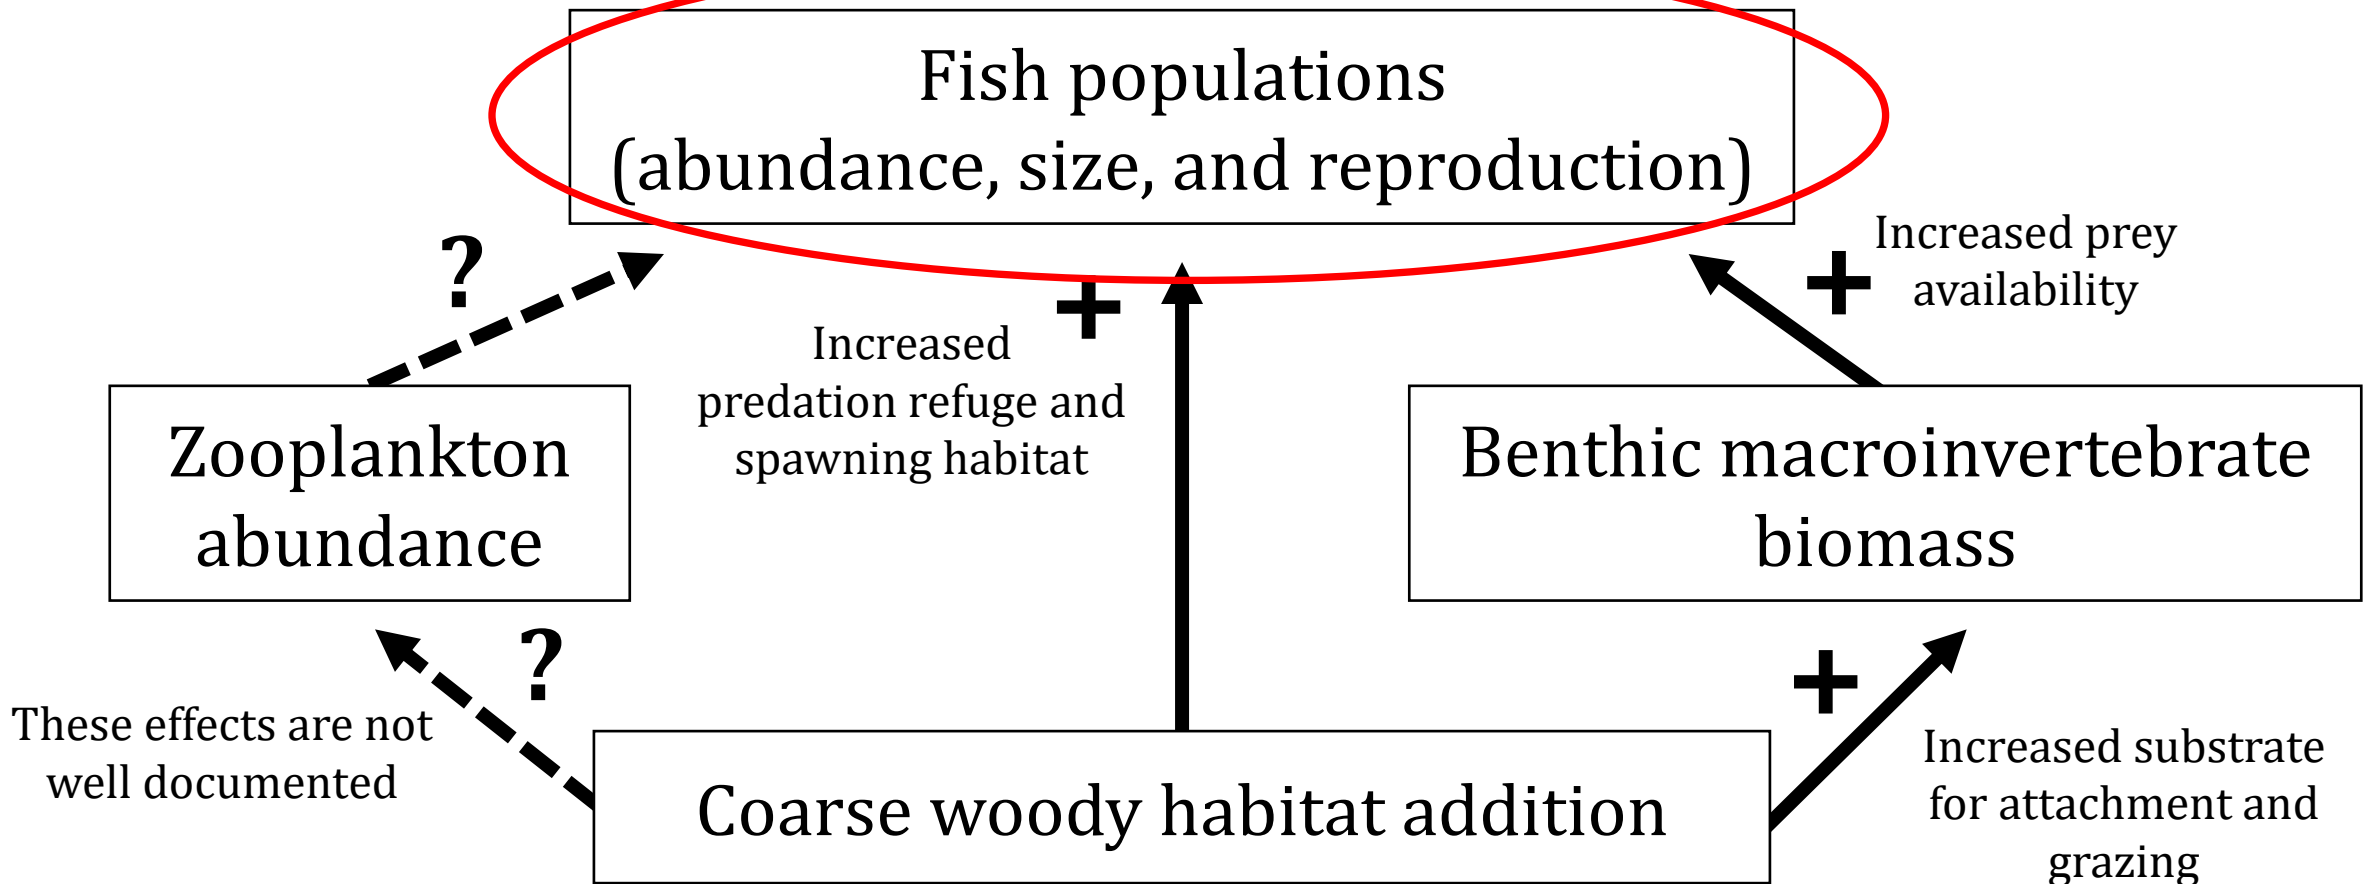 Fish populations
(abundance, size, and reproduction)
?
+
Increased prey
availability
+
Increased
predation refuge and
spawning habitat
Zooplankton
abundance
Benthic macroinvertebrate
biomass
?
+
These effects are not
well documented
Coarse woody habitat addition
Increased substrate
for attachment and
grazing